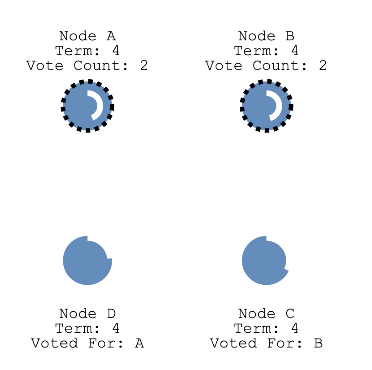 Node A
Term: 4
Vote Count: 2
Node B
Term: 4
Vote Count: 2
Node D
Term: 4
Voted For: A
Node C
Term: 4
Voted For: B